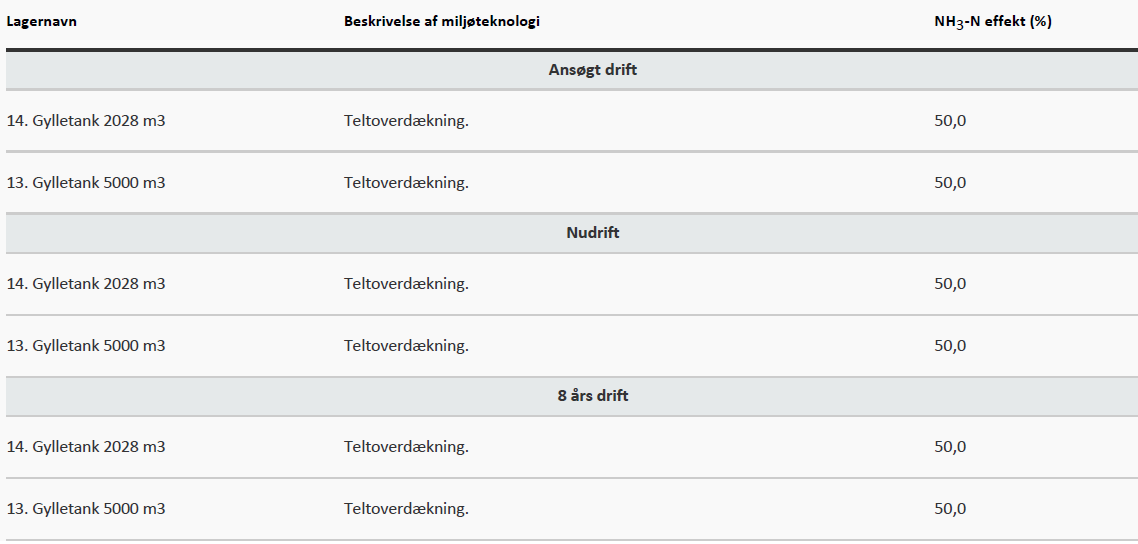 Lagernavn Beskrivelse af miljøteknologi NH3-N effekt (%)
Ansøgt drift
14. Gylletank 2028 m3 Teltoverdækning. 50,0
13. Gylletank 5000 m3 Teltoverdækning. 50,0
Nudrift
14. Gylletank 2028 m3 Teltoverdækning. 50,0
13. Gylletank 5000 m3 Teltoverdækning. 50,0
8 års drift
14. Gylletank 2028 m3 Teltoverdækning. 50,0
13. Gylletank 5000 m3 Teltoverdækning. 50,0